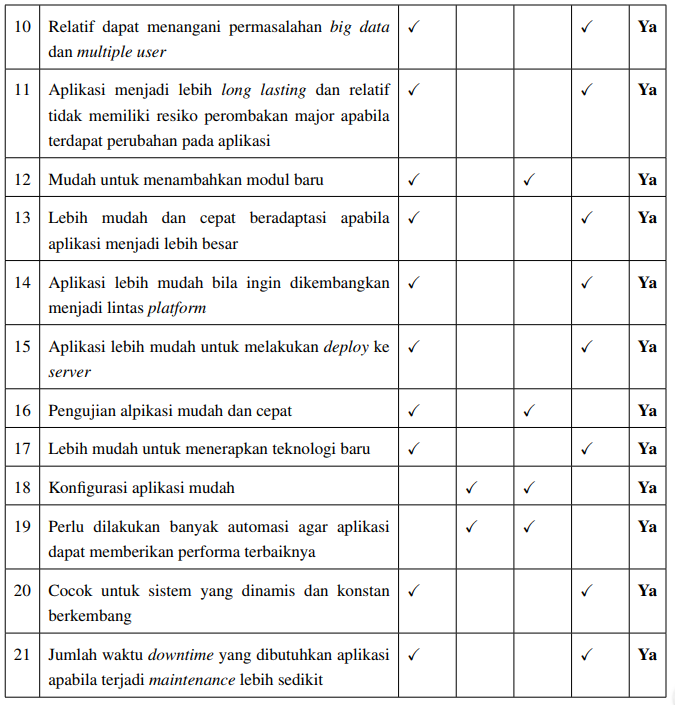 10 Relatif dapat menangani permasalahan big data ✓ ✓ Ya
dan multiple user
11 Aplikasi menjadi lebih long lasting dan relatif ✓ ✓ Ya
tidak memiliki resiko perombakan major apabila
terdapat perubahan pada aplikasi
12 Mudah untuk menambahkan modul baru ✓ ✓ Ya
13 Lebih mudah dan cepat beradaptasi apabila ✓ ✓ Ya
aplikasi menjadi lebih besar
14 Aplikasi lebih mudah bila ingin dikembangkan ✓ ✓ Ya
menjadi lintas platform
15 Aplikasi lebih mudah untuk melakukan deploy ke ✓ ✓ Ya
server
16 Pengujian alpikasi mudah dan cepat ✓ ✓ Ya
17 Lebih mudah untuk menerapkan teknologi baru ✓ ✓ Ya
18 Konfigurasi aplikasi mudah ✓ ✓ Ya
19 Perlu dilakukan banyak automasi agar aplikasi ✓ ✓ Ya
dapat memberikan performa terbaiknya
20 Cocok untuk sistem yang dinamis dan konstan ✓ ✓ Ya
berkembang
21 Jumlah waktu downtime yang dibutuhkan aplikasi ✓ ✓ Ya
apabila terjadi maintenance lebih sedikit